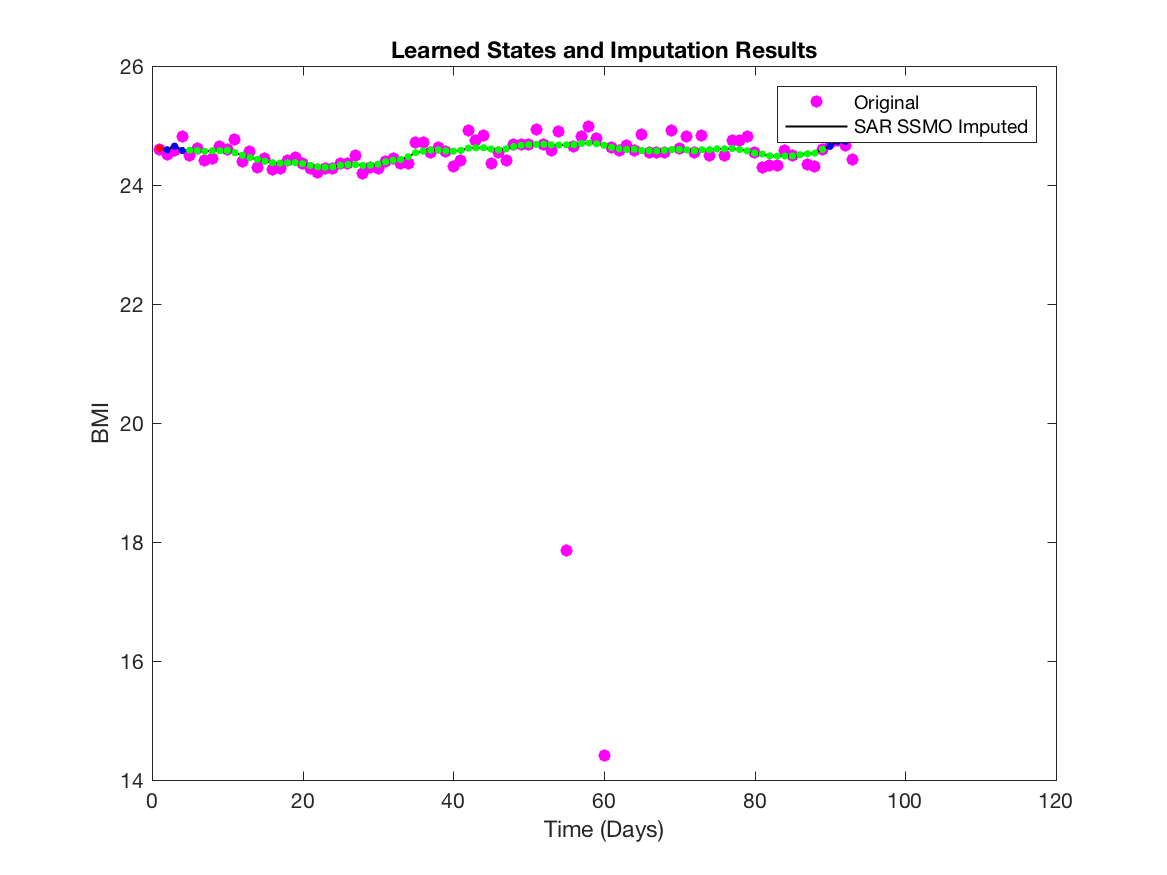 Learned States and Imputation Results
Original
SAR SSMO Imputed
26
24
22
20
18
16
14
BMI
0 20 40 60 80 100 120
Time (Days)